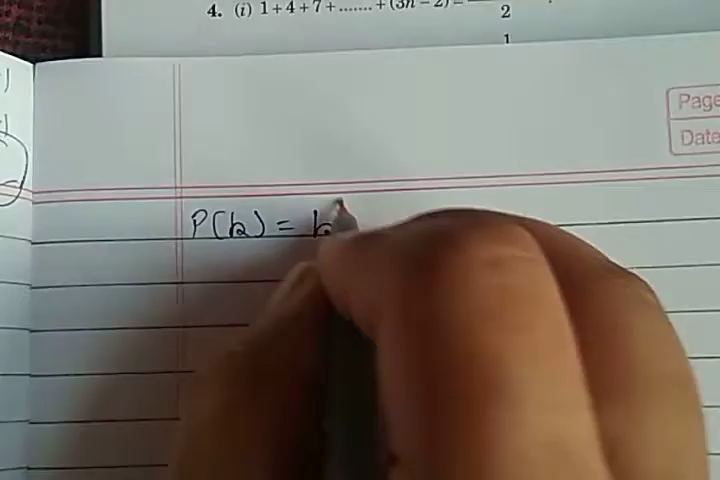 4. (i) 1+4+7+.......+(3n−2)=
2
1
Page
Date
P(k) = k